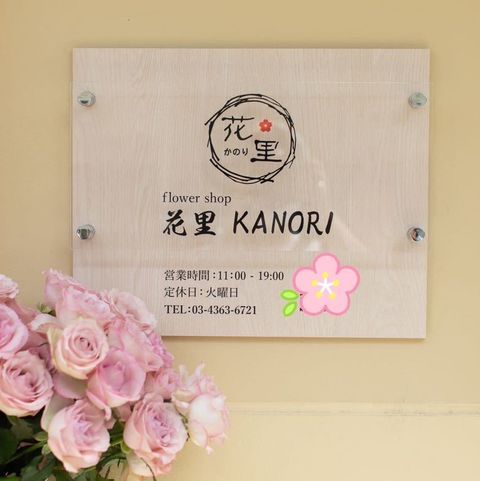 花里
かのり
flower shop
花里 KANORI
営業時間：11：00 - 19:00
定休日：火曜日
TEL:03-4363-6721